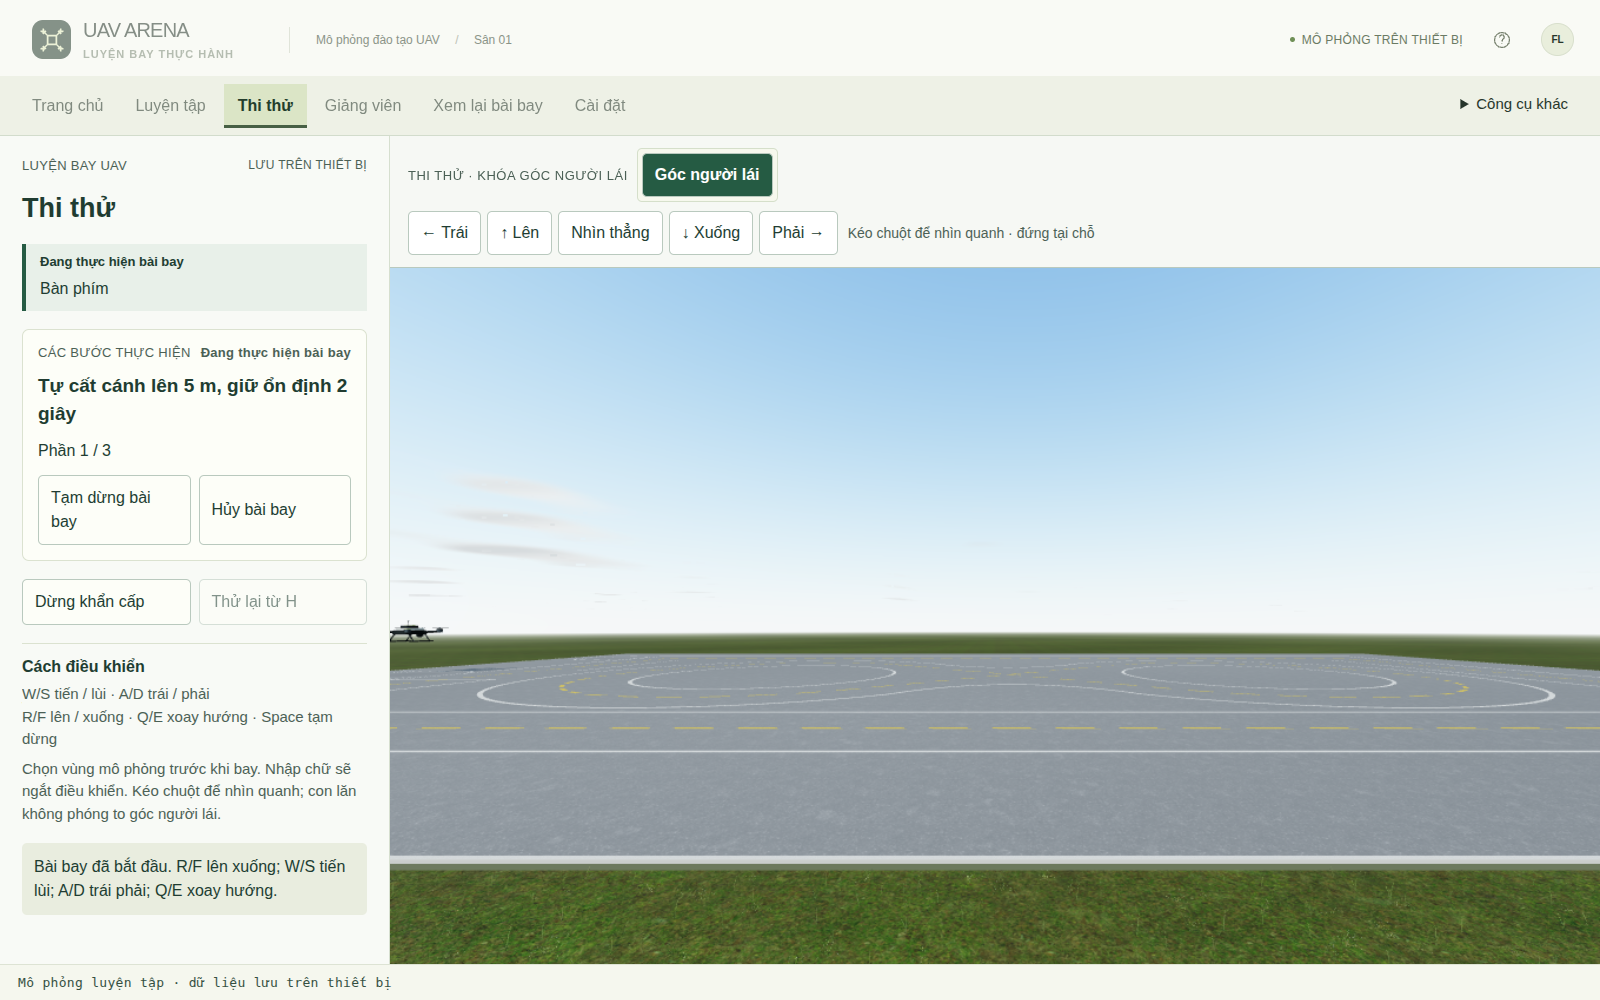 UAV ARENA
LUYỆN BAY THỰC HÀNH
Mô phỏng đào tạo UAV / Sân 01
MÔ PHỎNG TRÊN THIẾT BỊ
FL
Trang chủ
Luyện tập
Thi thử
Giảng viên
Xem lại bài bay
Cài đặt
Công cụ khác
LUYỆN BAY UAV
LƯU TRÊN THIẾT BỊ
Thi thử
Đang thực hiện bài bay
Bàn phím
CÁC BƯỚC THỰC HIỆN
Đang thực hiện bài bay
Tự cất cánh lên 5 m, giữ ổn định 2
giây
Phần 1 / 3
Tạm dừng bài
bay
Hủy bài bay
Dừng khẩn cấp
Thử lại từ H
Cách điều khiển
W/S tiến / lùi · A/D trái / phải
R/F lên / xuống · Q/E xoay hướng · Space tạm
dừng
Chọn vùng mô phỏng trước khi bay. Nhập chữ sẽ
ngắt điều khiển. Kéo chuột để nhìn quanh; con lăn
không phóng to góc người lái.
Bài bay đã bắt đầu. R/F lên xuống; W/S tiến
lùi; A/D trái phải; Q/E xoay hướng.
THI THỬ · KHÓA GÓC NGƯỜI LÁI
Góc người lái
← Trái
↑ Lên
Nhìn thẳng
↓ Xuống
Phải →
Kéo chuột để nhìn quanh · đứng tại chỗ
Mô phỏng luyện tập · dữ liệu lưu trên thiết bị